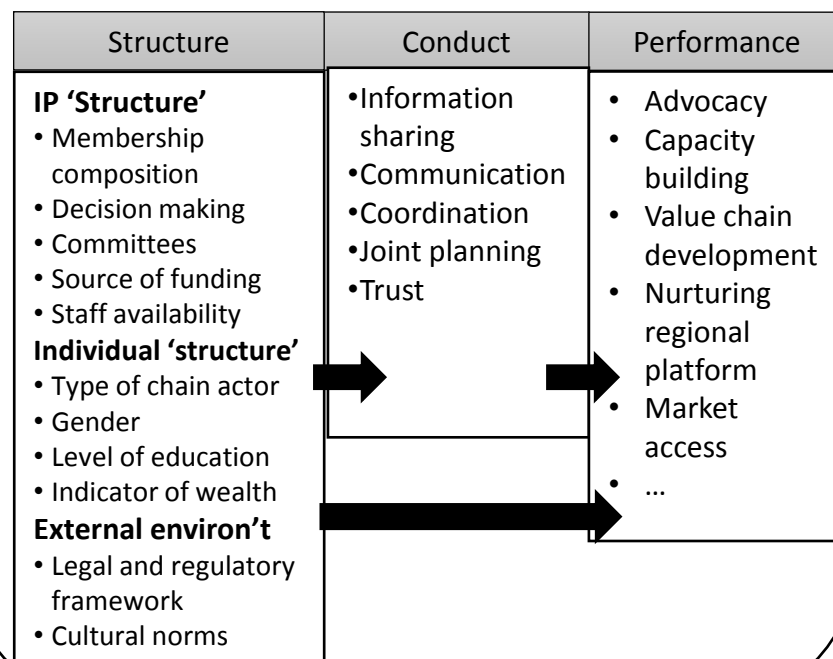 Structure
Conduct
Performance
IP ‘Structure’
• Membership
composition
• Decision making
• Committees
• Source of funding
• Staff availability
Individual ‘structure’
• Type of chain actor
• Gender
• Level of education
• Indicator of wealth
External environ’t
• Legal and regulatory
framework
• Cultural norms
•Information
sharing
•Communication
•Coordination
•Joint planning
•Trust
• Advocacy
• Capacity
building
• Value chain
development
• Nurturing
regional
platform
• Market
access
• …